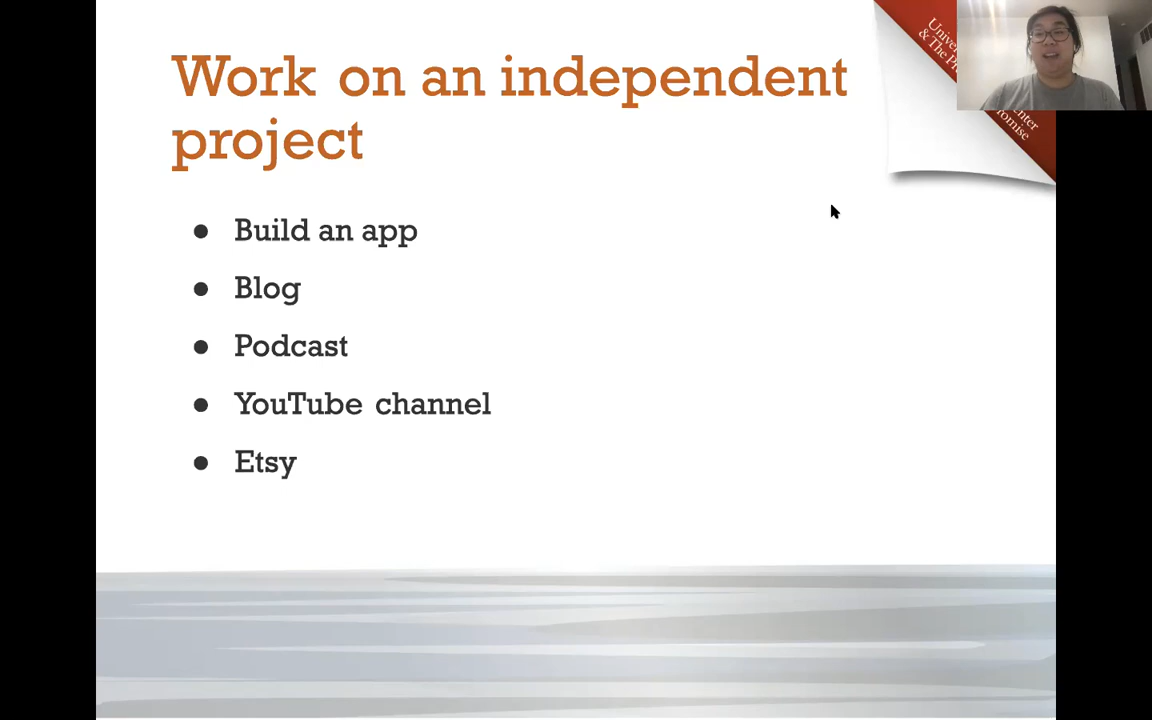 Work on an independent
project
● Build an app
● Blog
● Podcast
● YouTube channel
● Etsy